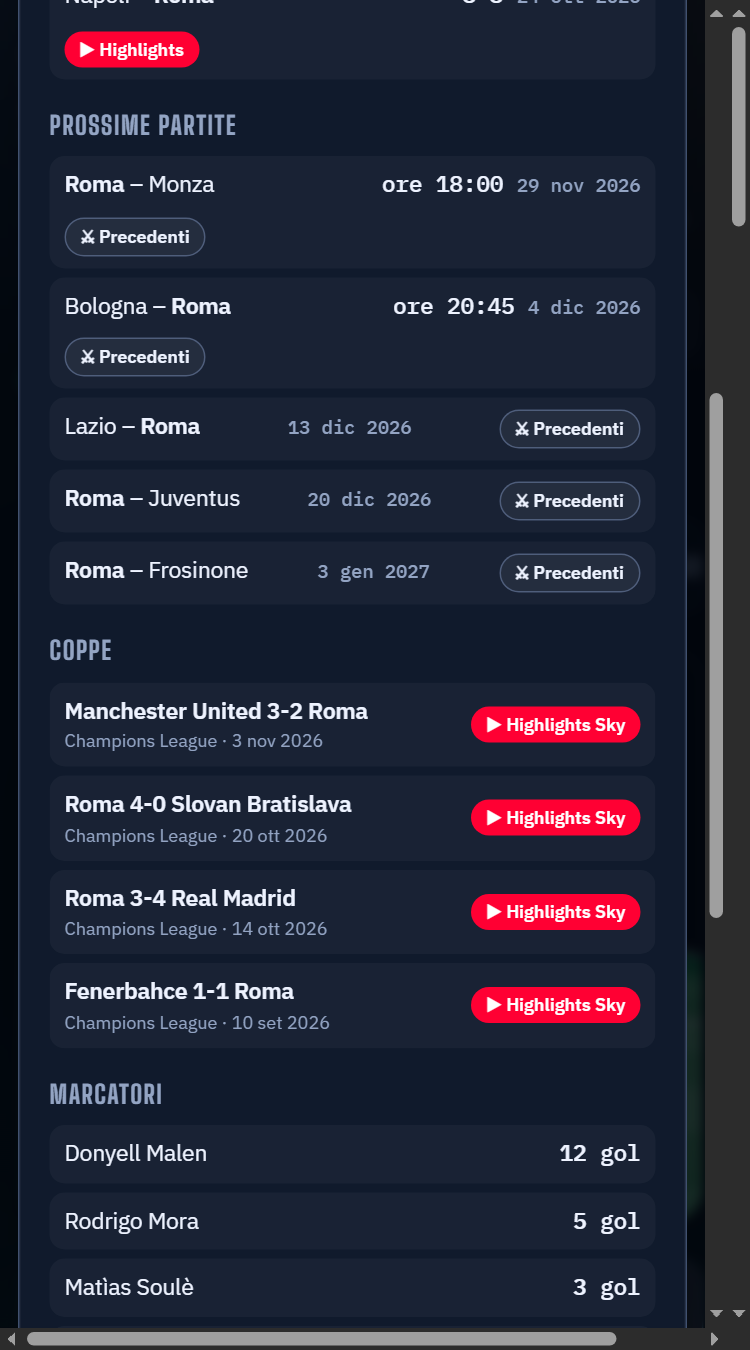 Napoli – Roma
▶ Highlights
PROSSIME PARTITE
Roma – Monza ore 18:00 29 nov 2026
⚔ Precedenti
Bologna – Roma ore 20:45 4 dic 2026
⚔ Precedenti
Lazio – Roma 13 dic 2026 ⚔ Precedenti
Roma – Juventus 20 dic 2026 ⚔ Precedenti
Roma – Frosinone 3 gen 2027 ⚔ Precedenti
COPPE
Manchester United 3-2 Roma
Champions League · 3 nov 2026
▶ Highlights Sky
Roma 4-0 Slovan Bratislava
Champions League · 20 ott 2026
▶ Highlights Sky
Roma 3-4 Real Madrid
Champions League · 14 ott 2026
▶ Highlights Sky
Fenerbahce 1-1 Roma
Champions League · 10 set 2026
▶ Highlights Sky
MARCATORI
Donyell Malen 12 gol
Rodrigo Mora 5 gol
Matìas Soulè 3 gol